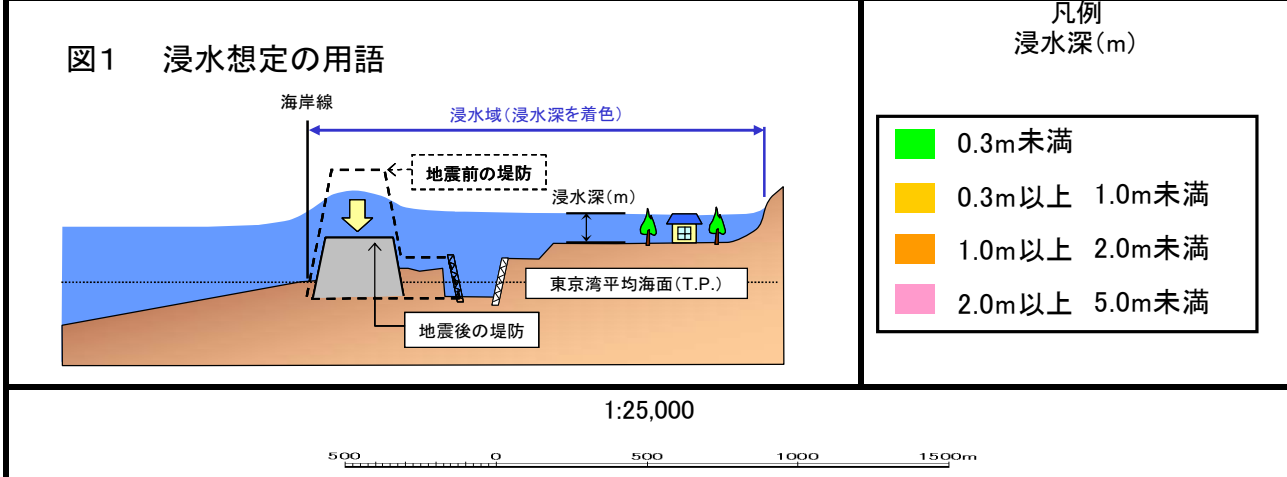 図1 浸水想定の用語
海岸線
浸水域(浸水深を着色)
地震前の堤防
浸水深(m)
東京湾平均海面(T.P.)
地震後の堤防
凡例
浸水深(m)
0.3m未満
0.3m以上 1.0m未満
1.0m以上 2.0m未満
2.0m以上 5.0m未満
1:25,000
500 0 500 1000 1500m